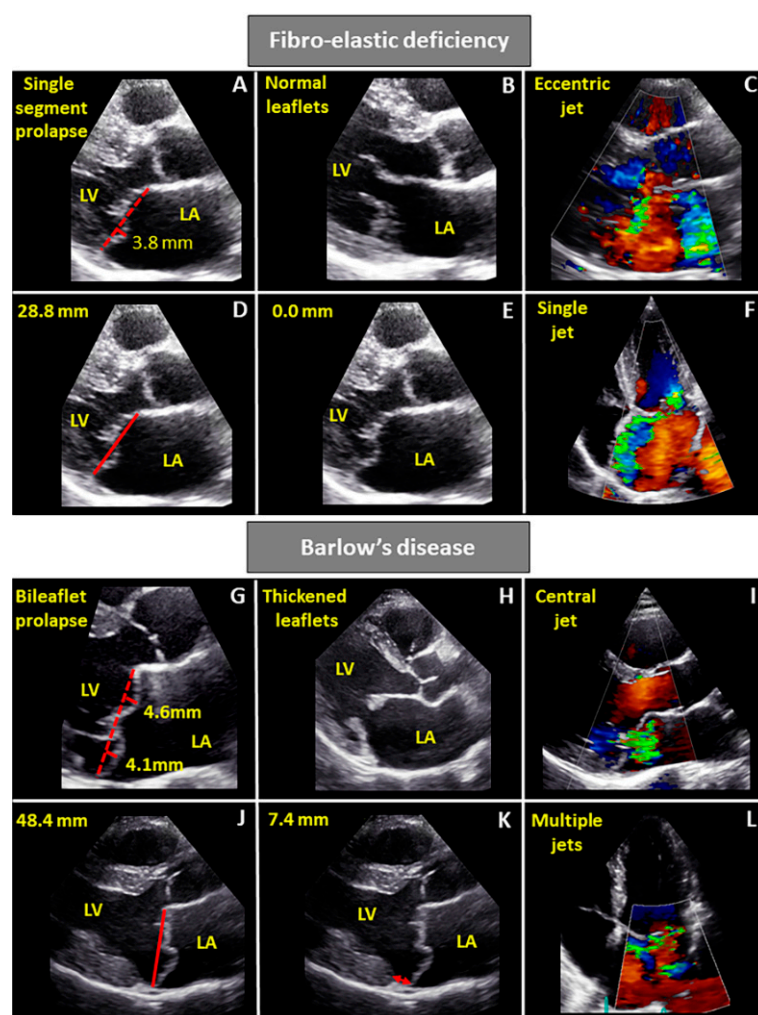 Fibro-elastic deficiency
Single
segment
prolapse
A
LV
LA
3.8 mm
Normal
leaflets
B
LV
LA
Eccentric
jet
C
28.8 mm
D
LV
LA
0.0 mm
E
LV
LA
Single
jet
F
Barlow's disease
Bileaflet
prolapse
G
LV
4.6mm
LA
4.1mm
Thickened
leaflets
H
LV
LA
Central
jet
I
48.4 mm
J
LV
LA
7.4 mm
K
LV
LA
Multiple
jets
L